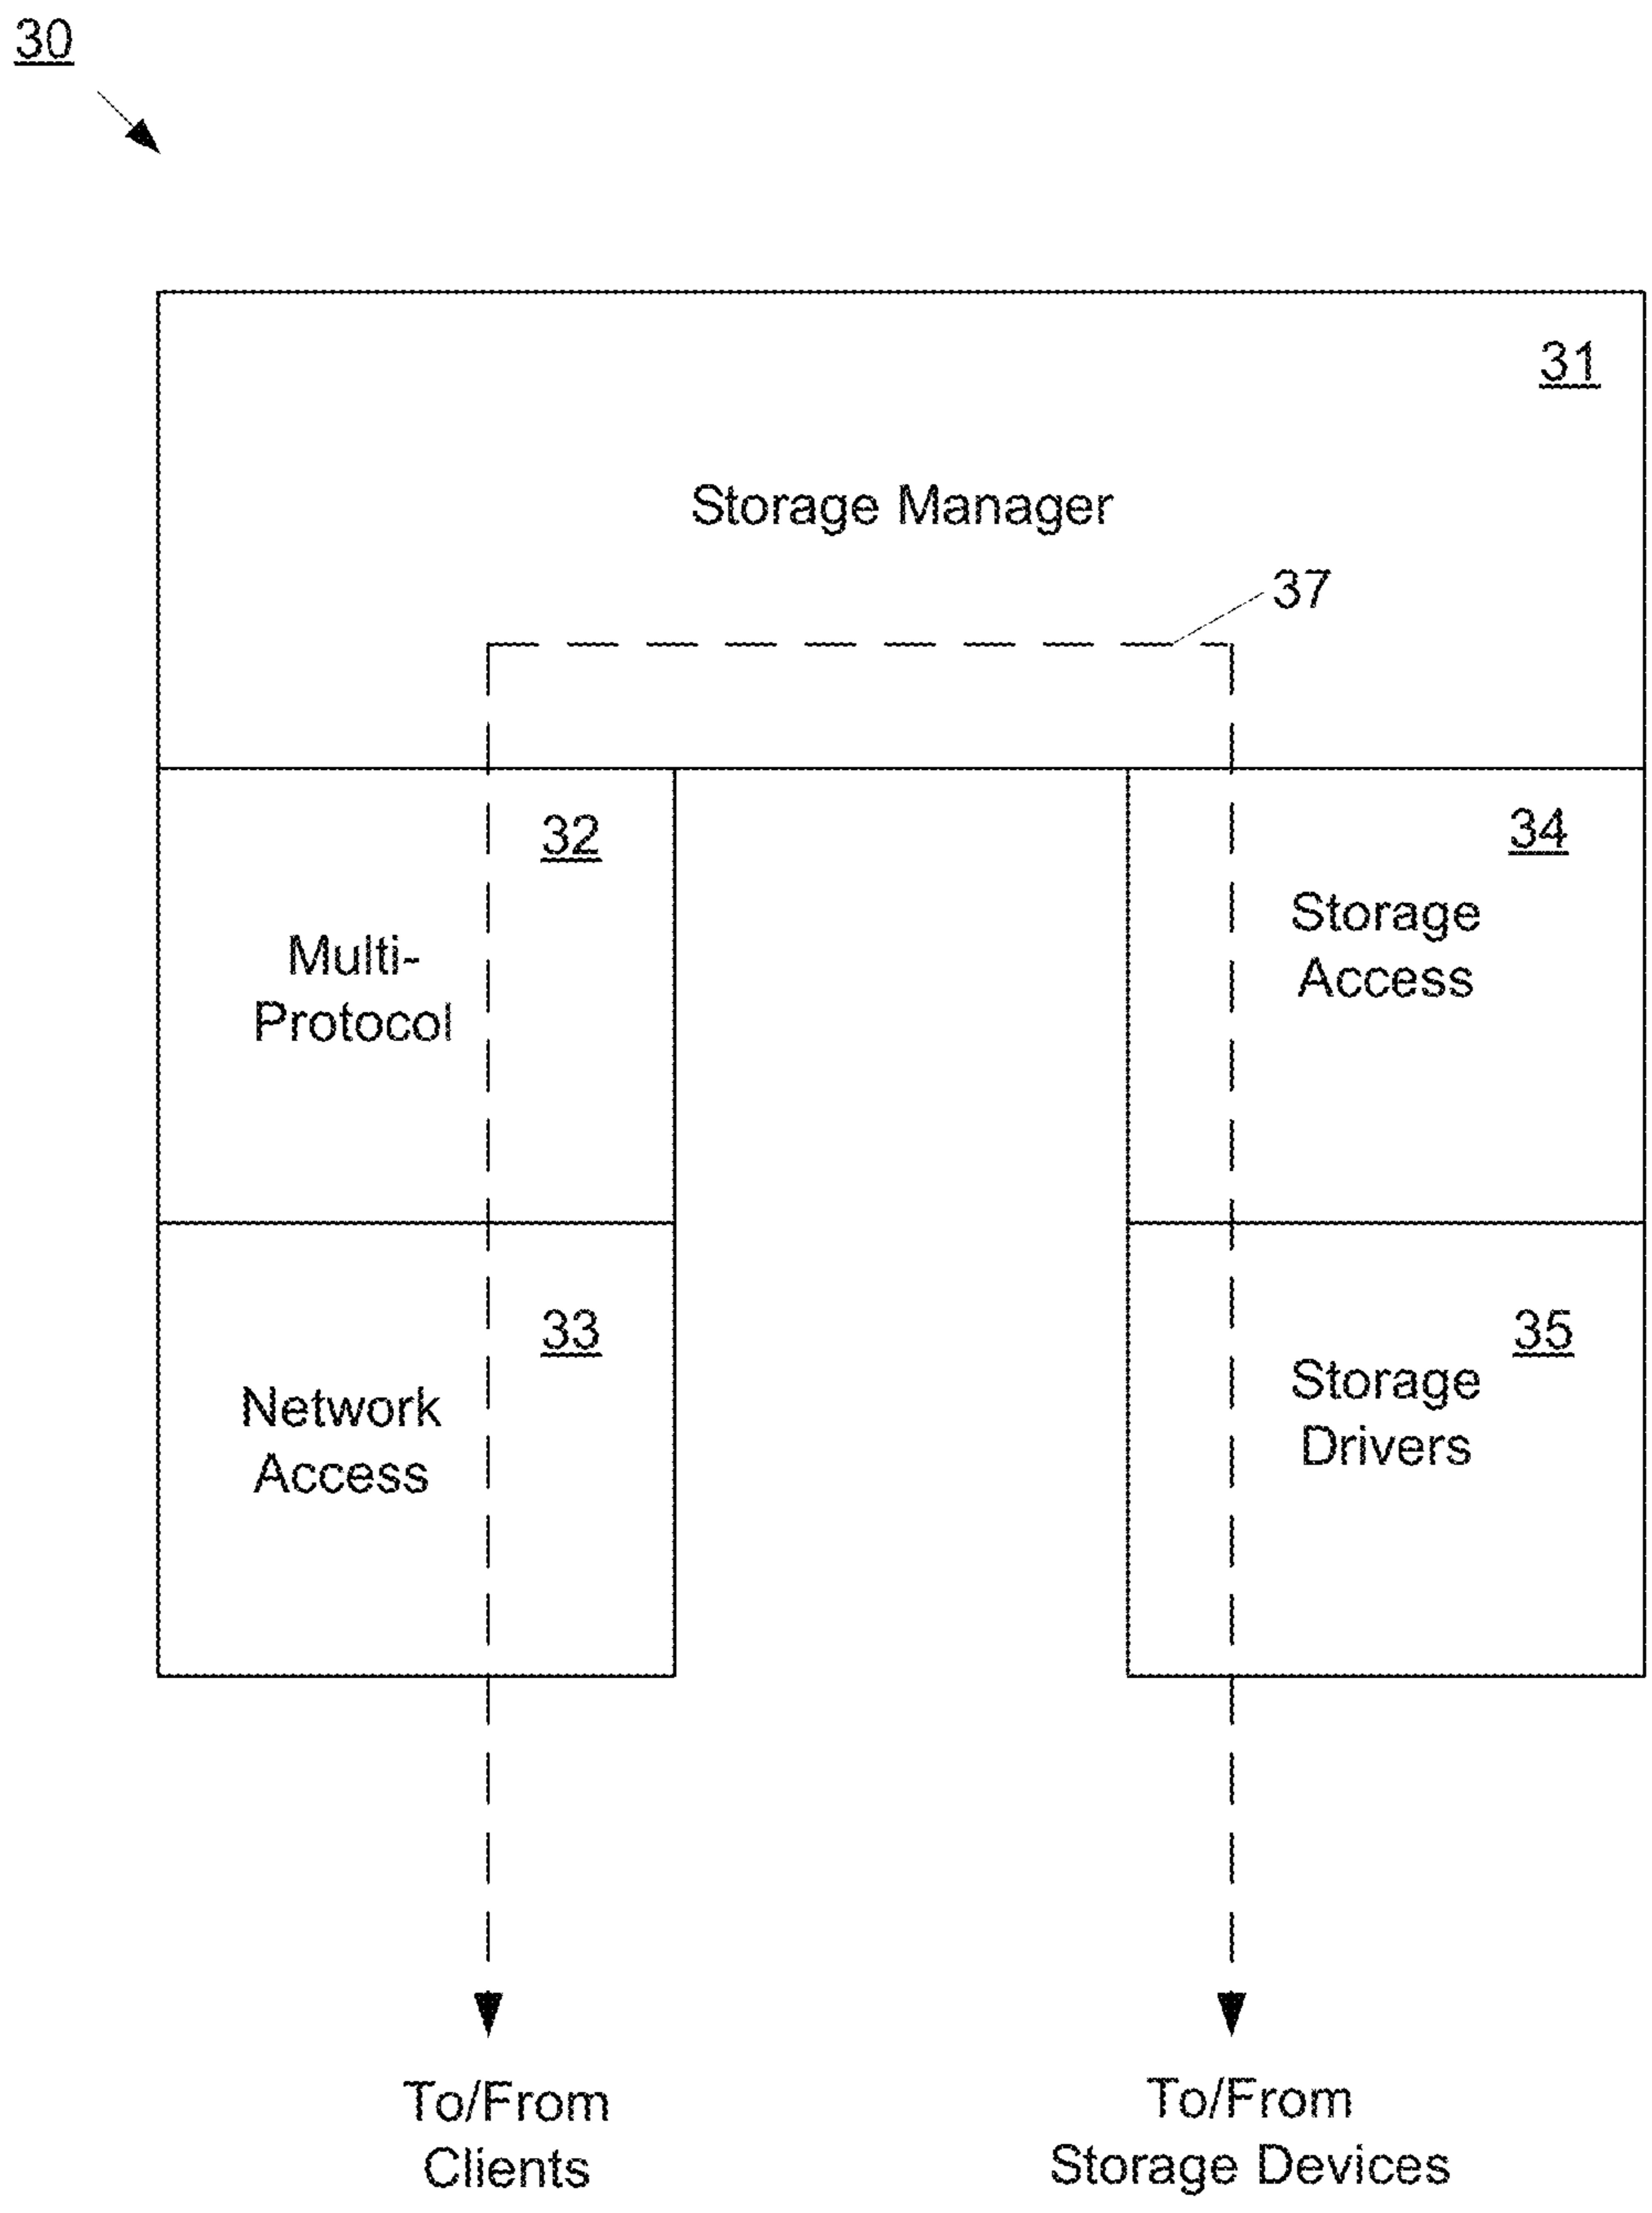 30
31
Storage Manager
37
32
Multi-
Protocol
34
Storage
Access
33
Network
Access
35
Storage
Drivers
To/From
Clients
To/From
Storage Devices